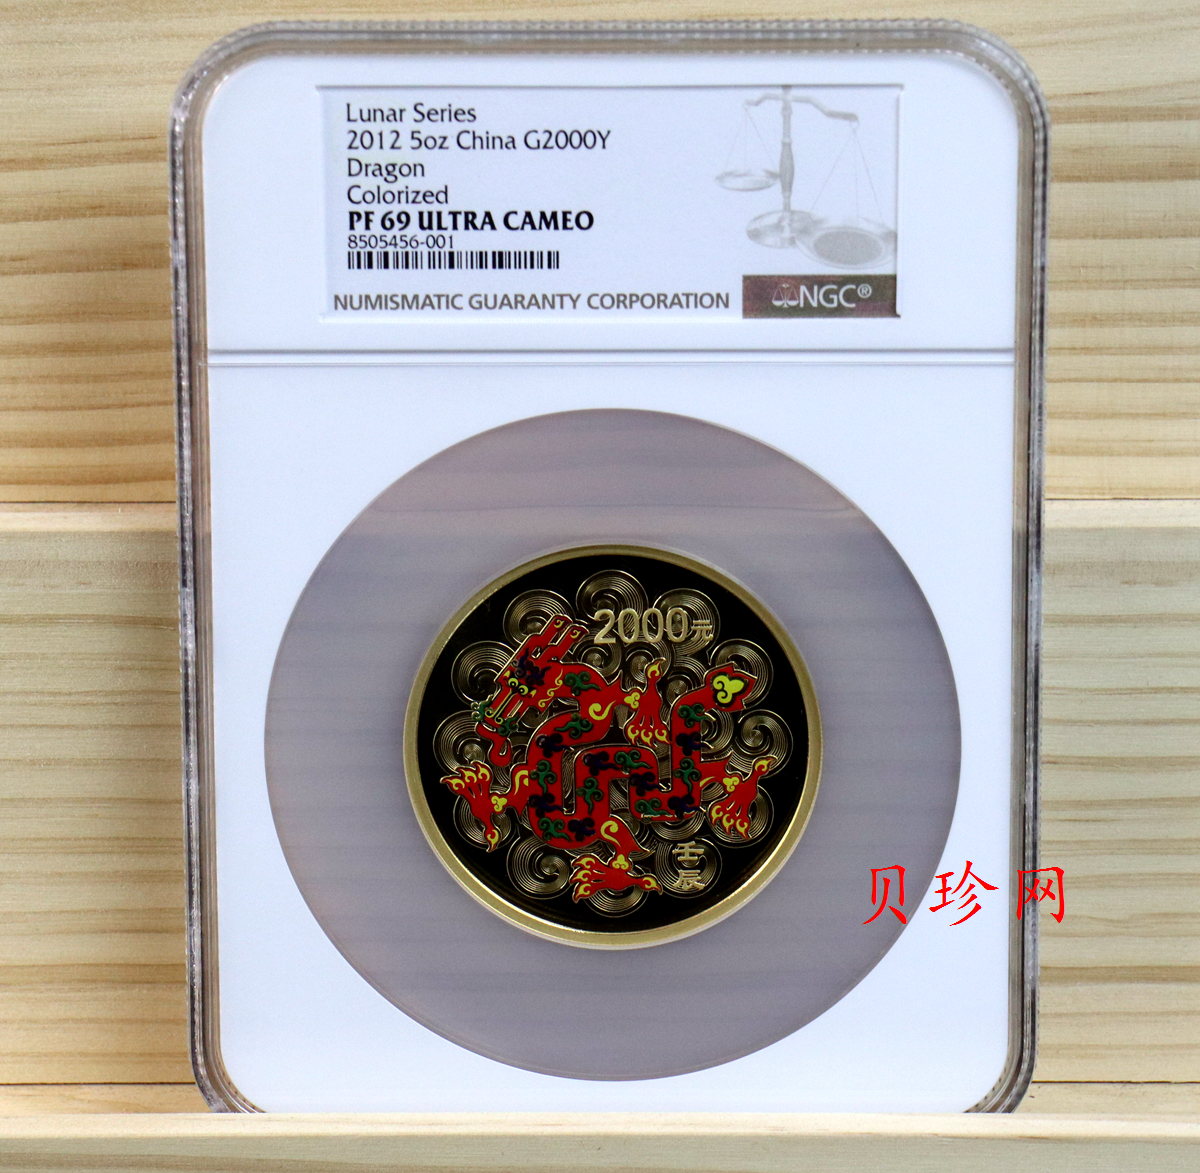 Lunar Series
2012 5oz China G2000Y
Dragon
Colorized
PF 69 ULTRA CAMEO
8505456-001
NUMISMATIC GUARANTY CORPORATION
NGC®
2000元
壬辰
贝珍网